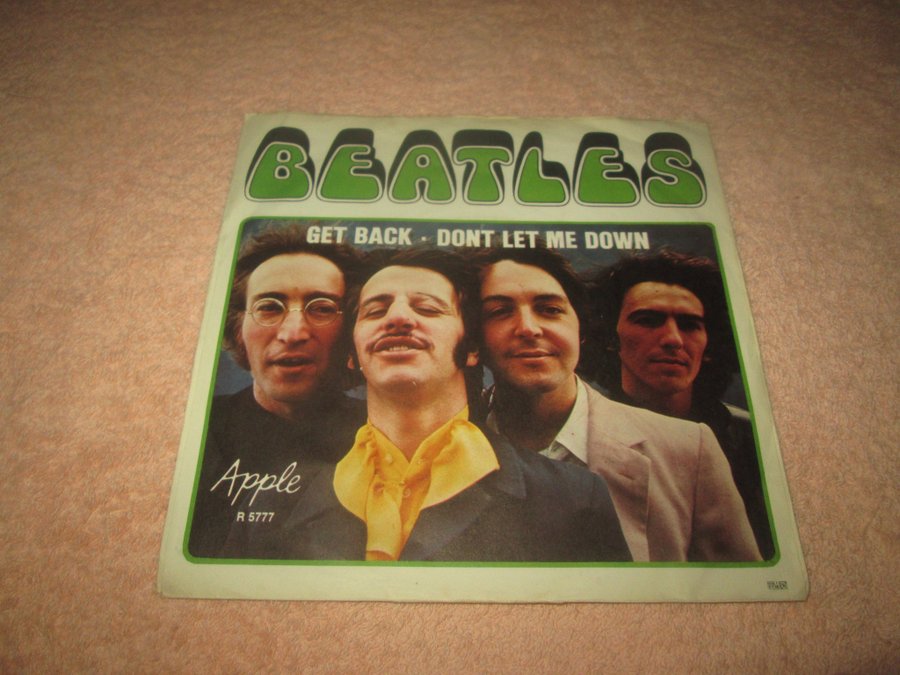 BEATLES
GET BACK · DONT LET ME DOWN
Apple
R 5777